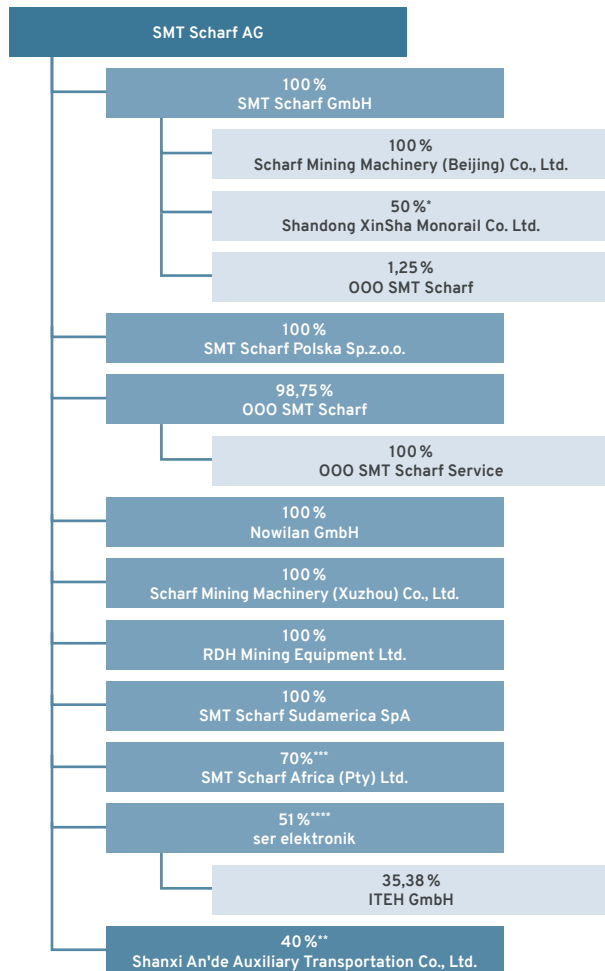 SMT Scharf AG
100 %
SMT Scharf GmbH
100 %
Scharf Mining Machinery (Beijing) Co., Ltd.
50 %*
Shandong XinSha Monorail Co. Ltd.
1,25 %
OOO SMT Scharf
100 %
SMT Scharf Polska Sp.z.o.o.
98,75 %
OOO SMT Scharf
100 %
OOO SMT Scharf Service
100 %
Nowilan GmbH
100 %
Scharf Mining Machinery (Xuzhou) Co., Ltd.
100 %
RDH Mining Equipment Ltd.
100 %
SMT Scharf Sudamerica SpA
70%***
SMT Scharf Africa (Pty) Ltd.
51 %****
ser elektronik
35,38 %
ITEH GmbH
40 %**
Shanxi An'de Auxiliary Transportation Co., Ltd.